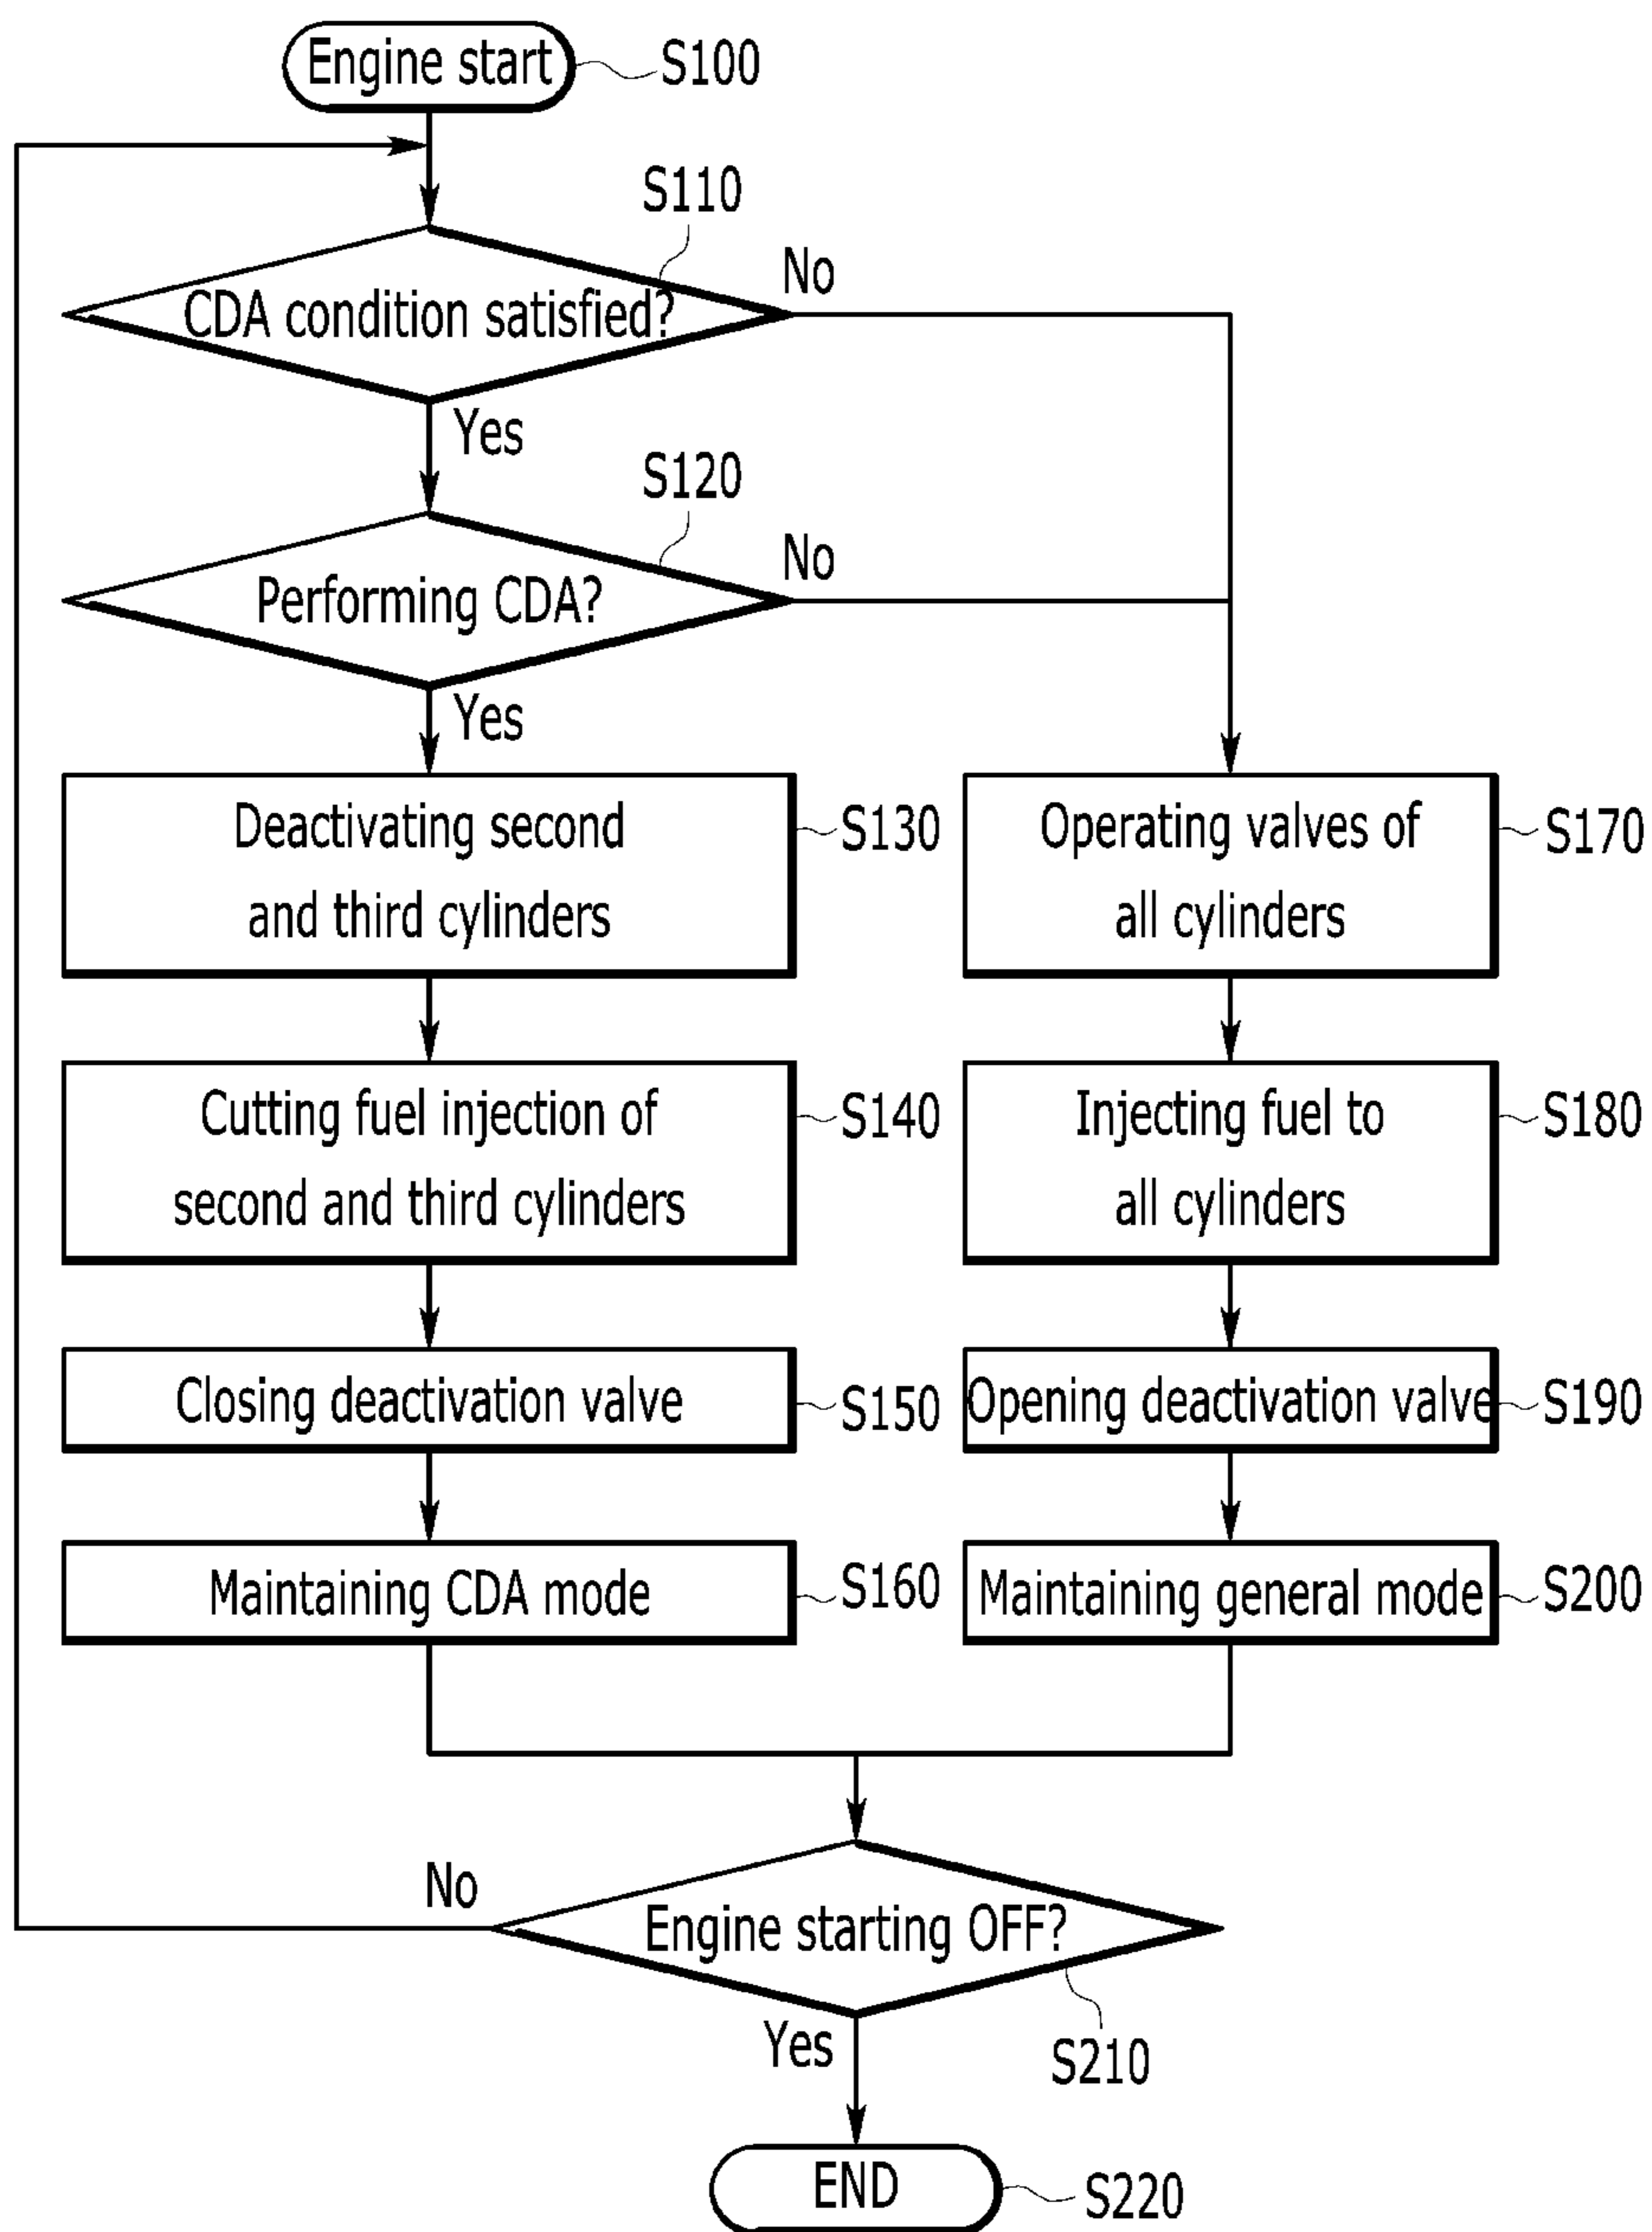 Engine start
S100
S110
CDA condition satisfied?
No
Yes
S120
Performing CDA?
No
Yes
Deactivating second
and third cylinders
S130
Operating valves of
all cylinders
S170
Cutting fuel injection of
second and third cylinders
S140
Injecting fuel to
all cylinders
S180
Closing deactivation valve
S150
Opening deactivation valve
S190
Maintaining CDA mode
S160
Maintaining general mode
S200
No
Engine starting OFF?
Yes
S210
END
S220